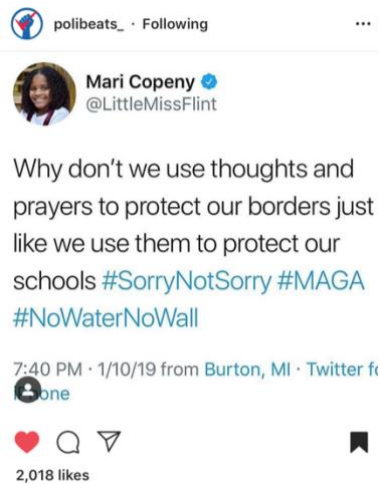 polibeats_ · Following
Mari Copeny
@LittleMissFlint
Why don't we use thoughts and
prayers to protect our borders just
like we use them to protect our
schools #SorryNotSorry #MAGA
#NoWaterNoWall
7:40 PM · 1/10/19 from Burton, MI · Twitter
one
2,018 likes